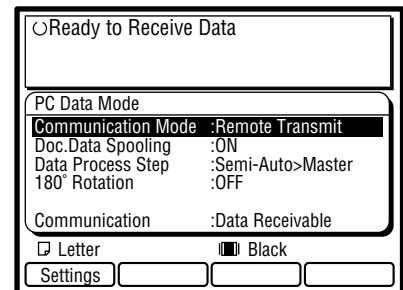 Ready to Receive Data
PC Data Mode
Communication Mode :Remote Transmit
Doc.Data Spooling :ON
Data Process Step :Semi-Auto>Master
180˚ Rotation :OFF
Communication :Data Receivable
Letter Black
Settings